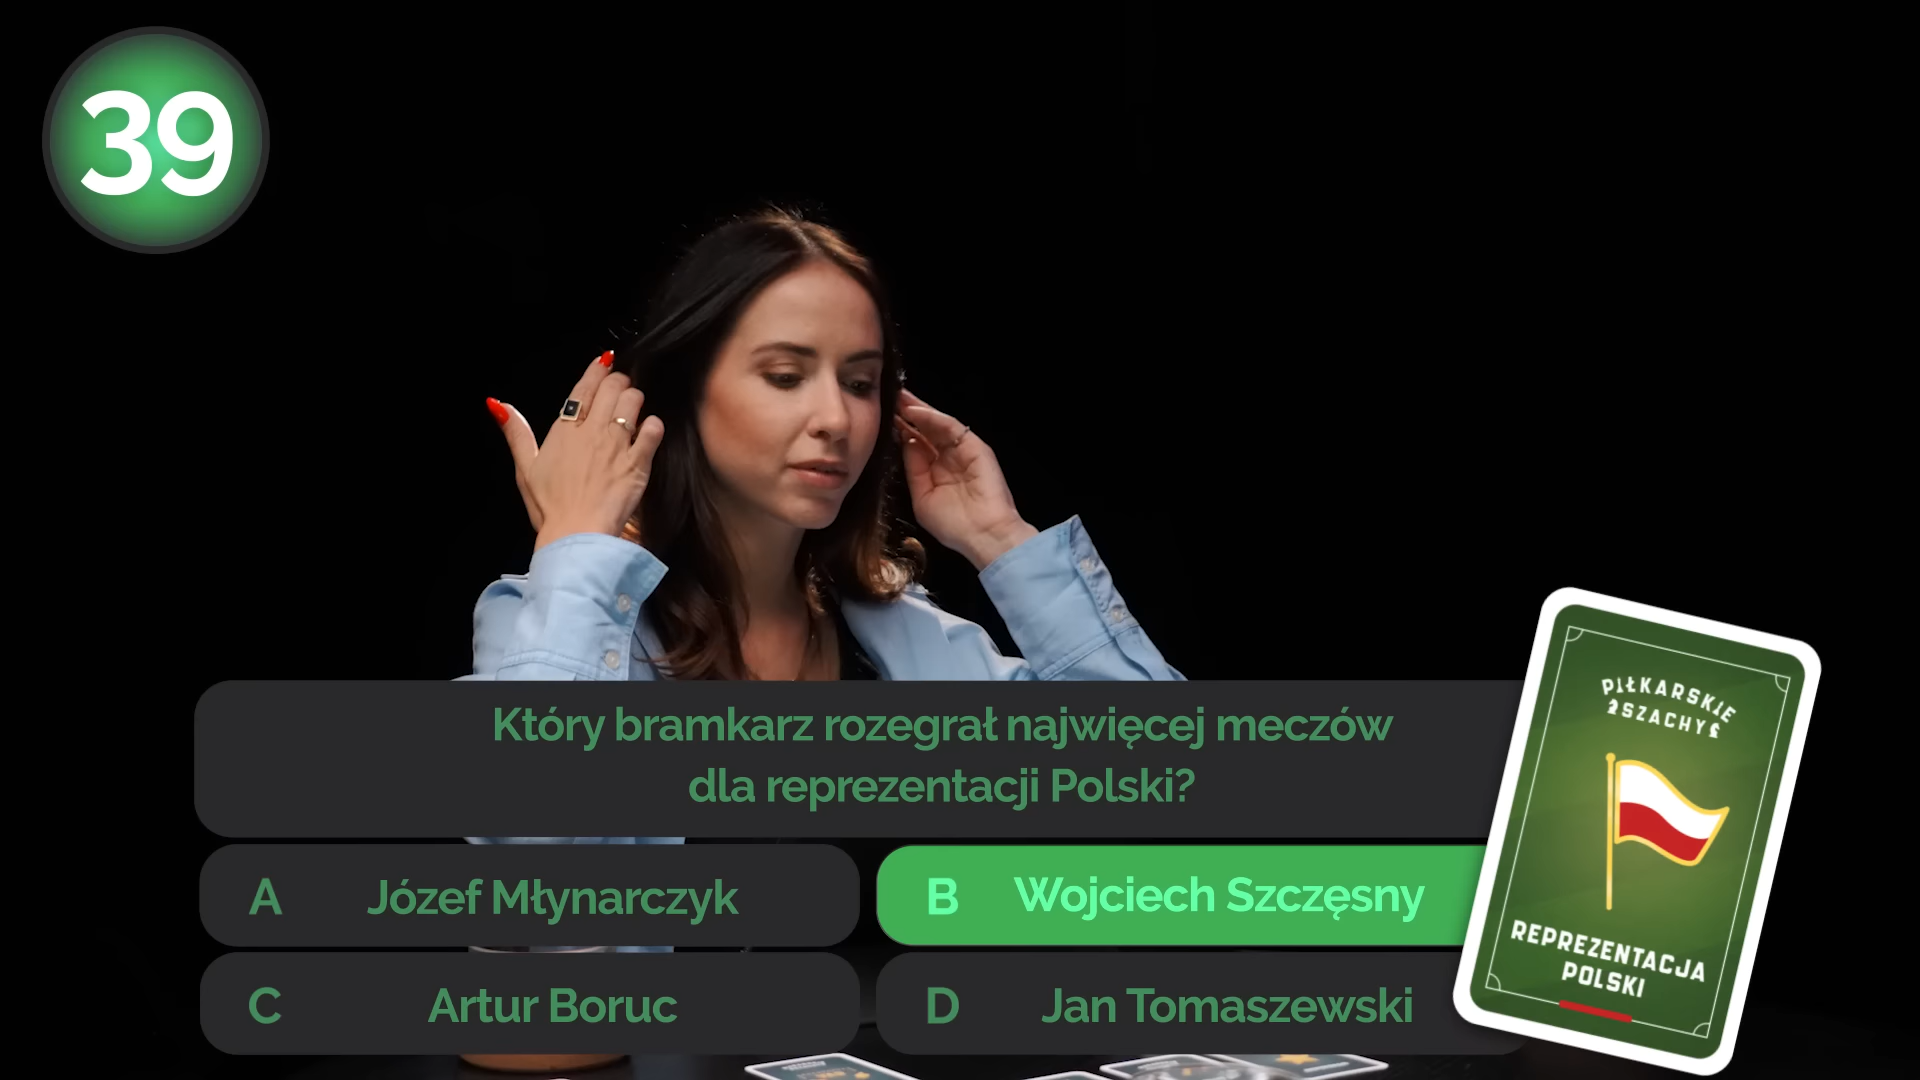 39
Który bramkarz rozegrał najwięcej meczów
dla reprezentacji Polski?
A Józef Młynarczyk
B Wojciech Szczęsny
C Artur Boruc
D Jan Tomaszewski
PIŁKARSKIE
SZACHY
REPREZENTACJA
POLSKI